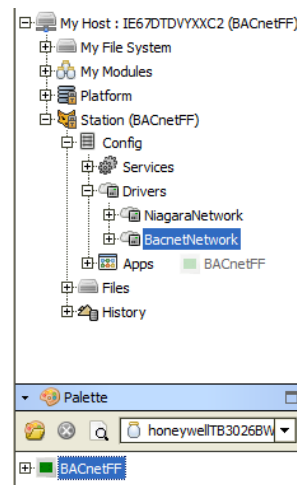 My Host : IE67DTDVYXXC2 (BACnetFF)
My File System
My Modules
Platform
Station (BACnetFF)
Config
Services
Drivers
NiagaraNetwork
BacnetNetwork
Apps BACnetFF
Files
History
Palette
honeywellTB3026BW
BACnetFF